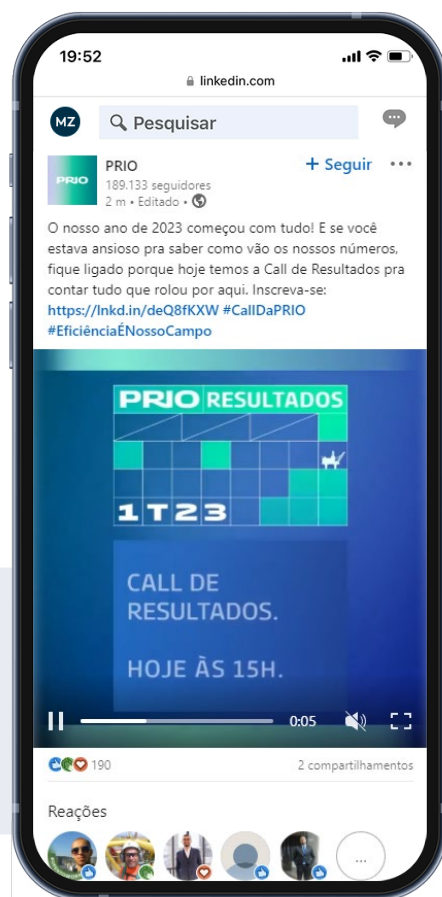 19:52
linkedin.com
MZ
Pesquisar
PRIO
PRIO
+ Seguir
189.133 seguidores
2 m • Editado •
O nosso ano de 2023 começou com tudo! E se você
estava ansioso pra saber como vão os nossos números,
fique ligado porque hoje temos a Call de Resultados pra
contar tudo que rolou por aqui. Inscreva-se:
https://lnkd.in/deQ8fKXW #CallDaPRIO
#EficiênciaÉNossoCampo
PRIO RESULTADOS
1T23
CALL DE
RESULTADOS.
HOJE ÀS 15H.
0:05
190
2 compartilhamentos
Reações
...